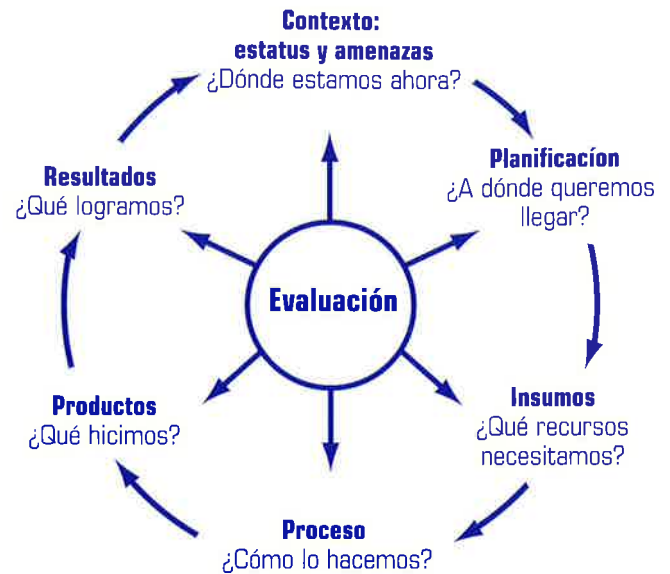 Contexto:
estatus y amenazas
¿Dónde estamos ahora?
Planificacíon
¿A dónde queremos
llegar?
Insumos
¿Qué recursos
necesitamos?
Proceso
¿Cómo lo hacemos?
Productos
¿Qué hicimos?
Resultados
¿Qué logramos?
Evaluación